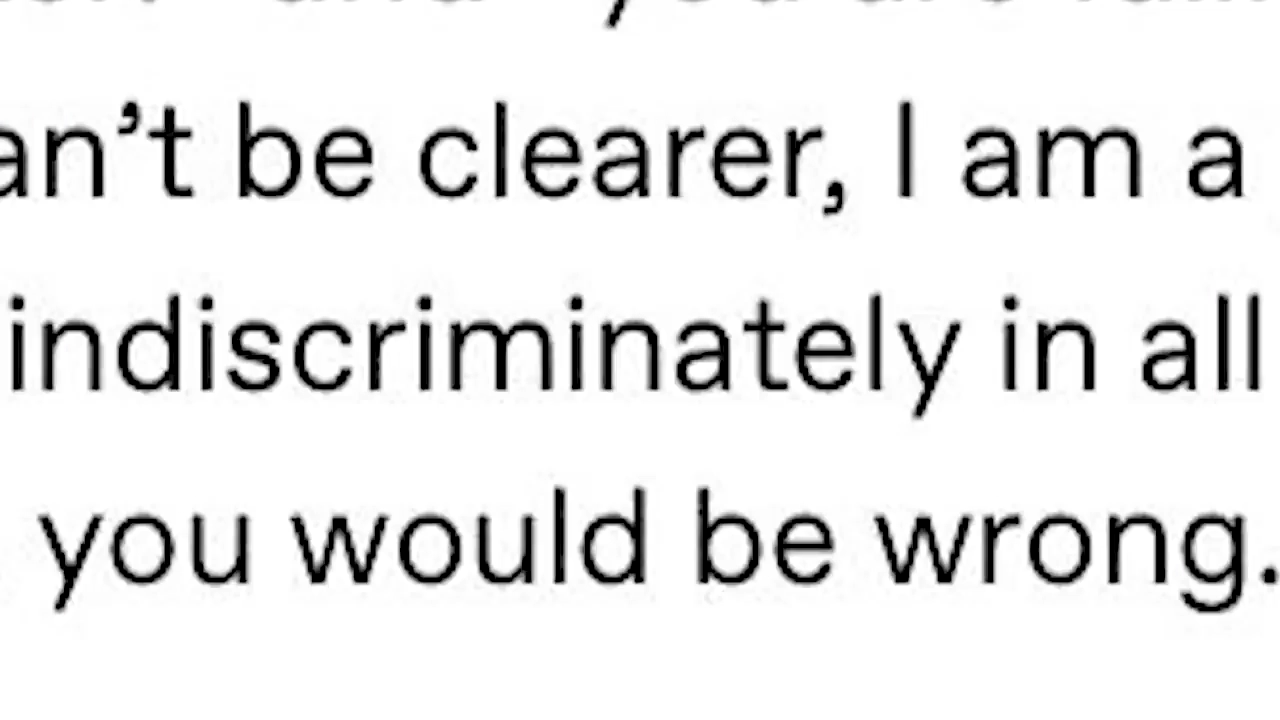 an’t be clearer, I am a
indiscriminately in all
you would be wrong.